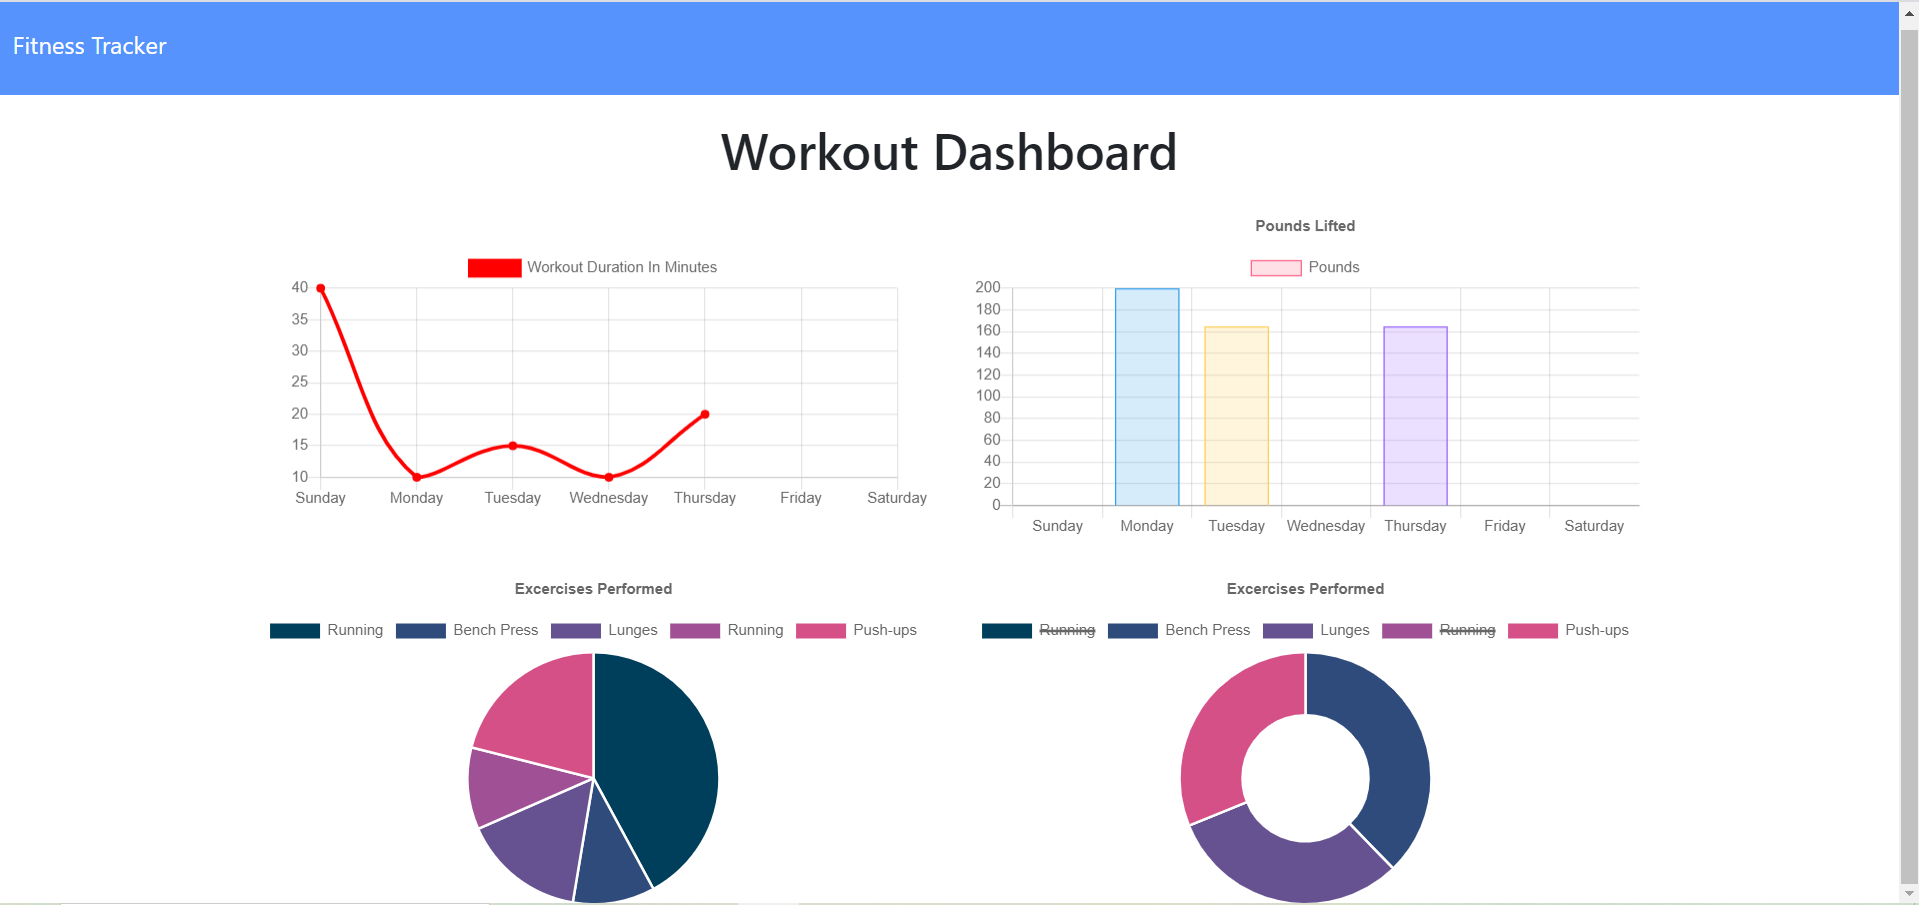 Fitness Tracker
Workout Dashboard
Workout Duration In Minutes
40
35
30
25
20
15
10
Sunday Monday Tuesday Wednesday Thursday Friday Saturday
Pounds Lifted
Pounds
200
180
160
140
120
100
80
60
40
20
0
Sunday Monday Tuesday Wednesday Thursday Friday Saturday
Excercises Performed
Running Bench Press Lunges Running Push-ups
Excercises Performed
Running Bench Press Lunges Running Push-ups